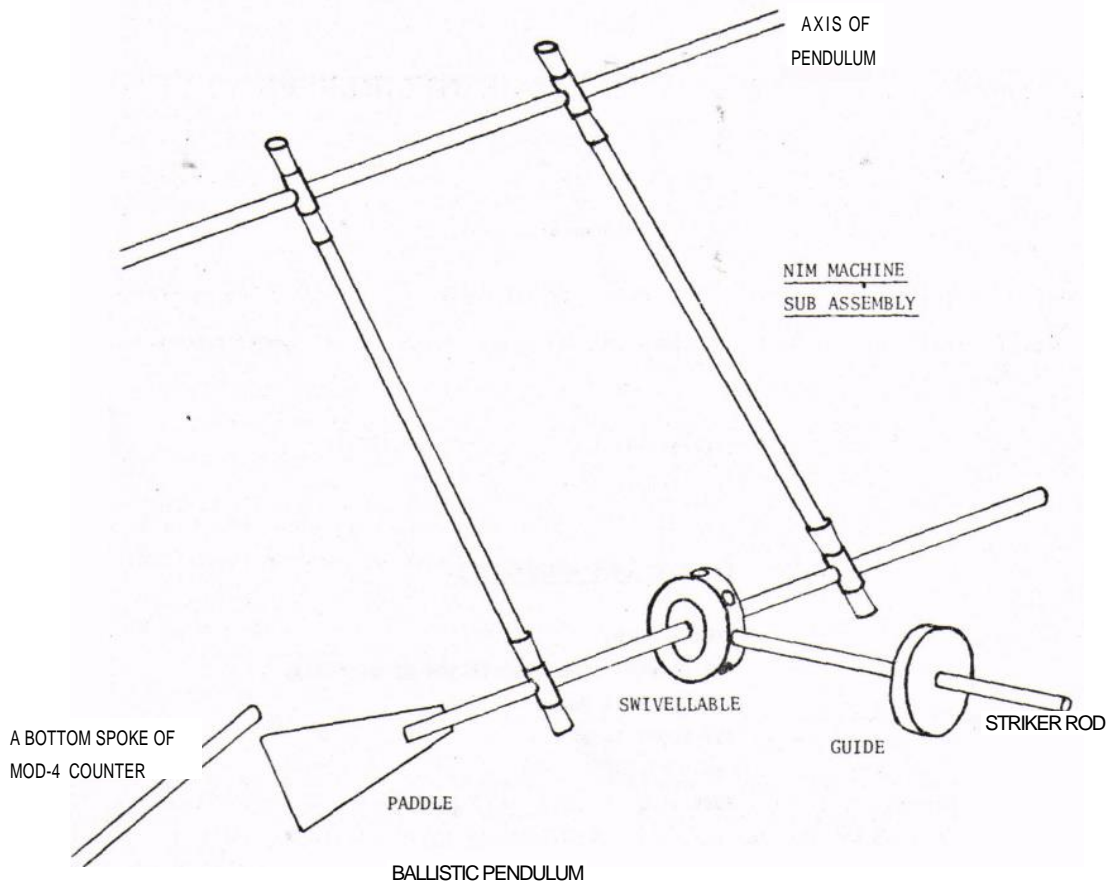 AXIS OF
PENDULUM
NIM MACHINE
SUB ASSEMBLY
SWIVELLABLE
STRIKER ROD
GUIDE
A BOTTOM SPOKE OF
MOD-4 COUNTER
PADDLE
BALLISTIC PENDULUM